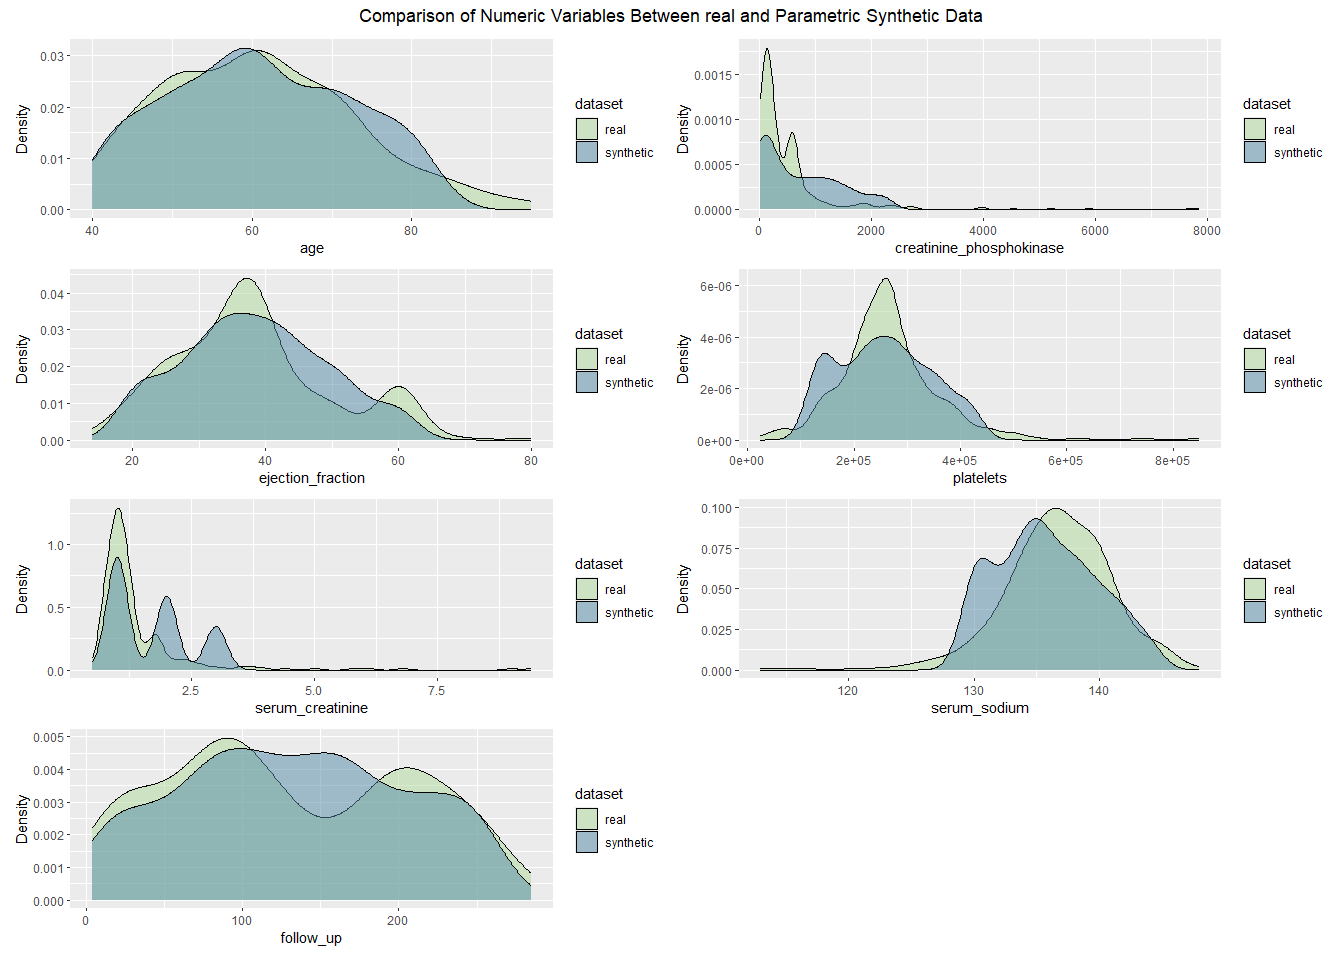 Comparison of Numeric Variables Between real and Parametric Synthetic Data
0.03
0.02
0.01
0.00
Density
40 60 80
age
dataset
real
synthetic
0.0015
0.0010
0.0005
0.0000
Density
0 2000 4000 6000 8000
creatinine_phosphokinase
dataset
real
synthetic
0.04
0.03
0.02
0.01
0.00
Density
20 40 60 80
ejection_fraction
dataset
real
synthetic
6e-06
4e-06
2e-06
0e+00
Density
0e+00 2e+05 4e+05 6e+05 8e+05
platelets
dataset
real
synthetic
1.0
0.5
0.0
Density
2.5 5.0 7.5
serum_creatinine
dataset
real
synthetic
0.100
0.075
0.050
0.025
0.000
Density
120 130 140
serum_sodium
dataset
real
synthetic
0.005
0.004
0.003
0.002
0.001
0.000
Density
0 100 200
follow_up
dataset
real
synthetic